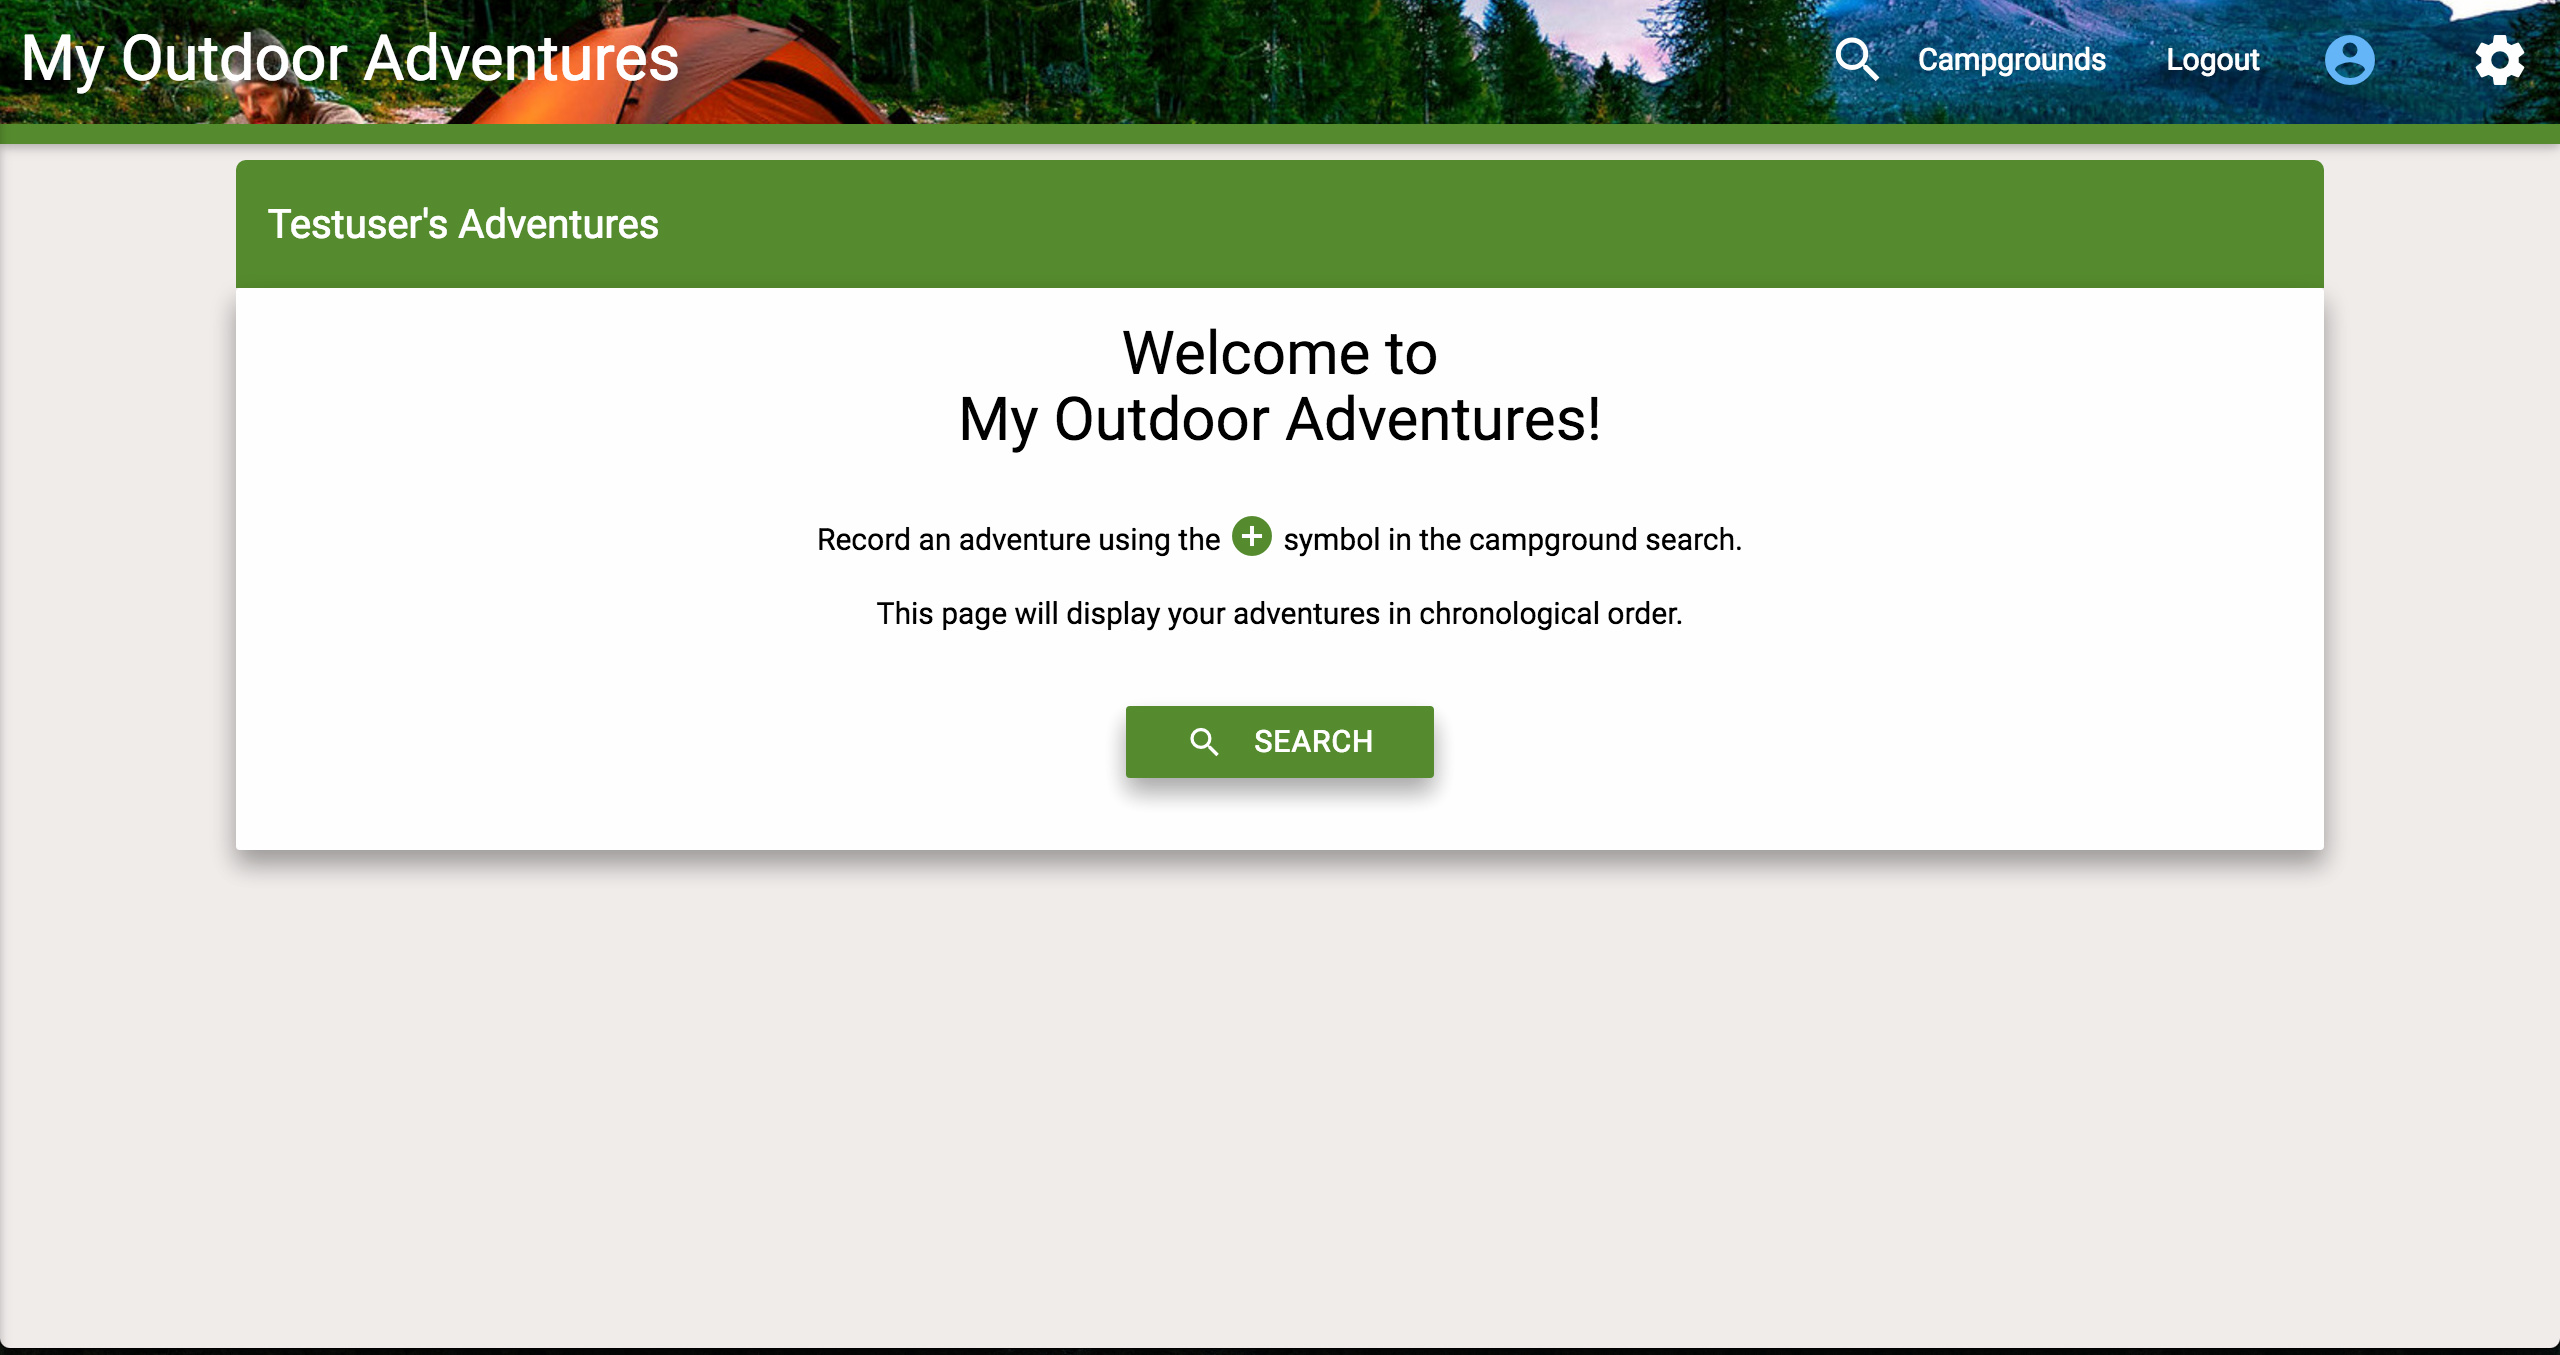 My Outdoor Adventures
Campgrounds
Logout
Testuser's Adventures
Welcome to
My Outdoor Adventures!
Record an adventure using the + symbol in the campground search.
This page will display your adventures in chronological order.
SEARCH